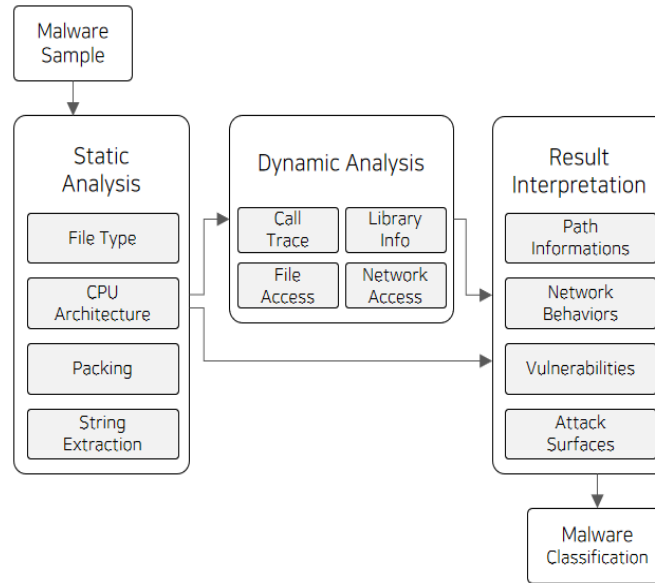 Malware
Sample
Static
Analysis
File Type
CPU
Architecture
Packing
String
Extraction
Dynamic Analysis
Call
Trace
Library
Info
File
Access
Network
Access
Result
Interpretation
Path
Informations
Network
Behaviors
Vulnerabilities
Attack
Surfaces
Malware
Classification